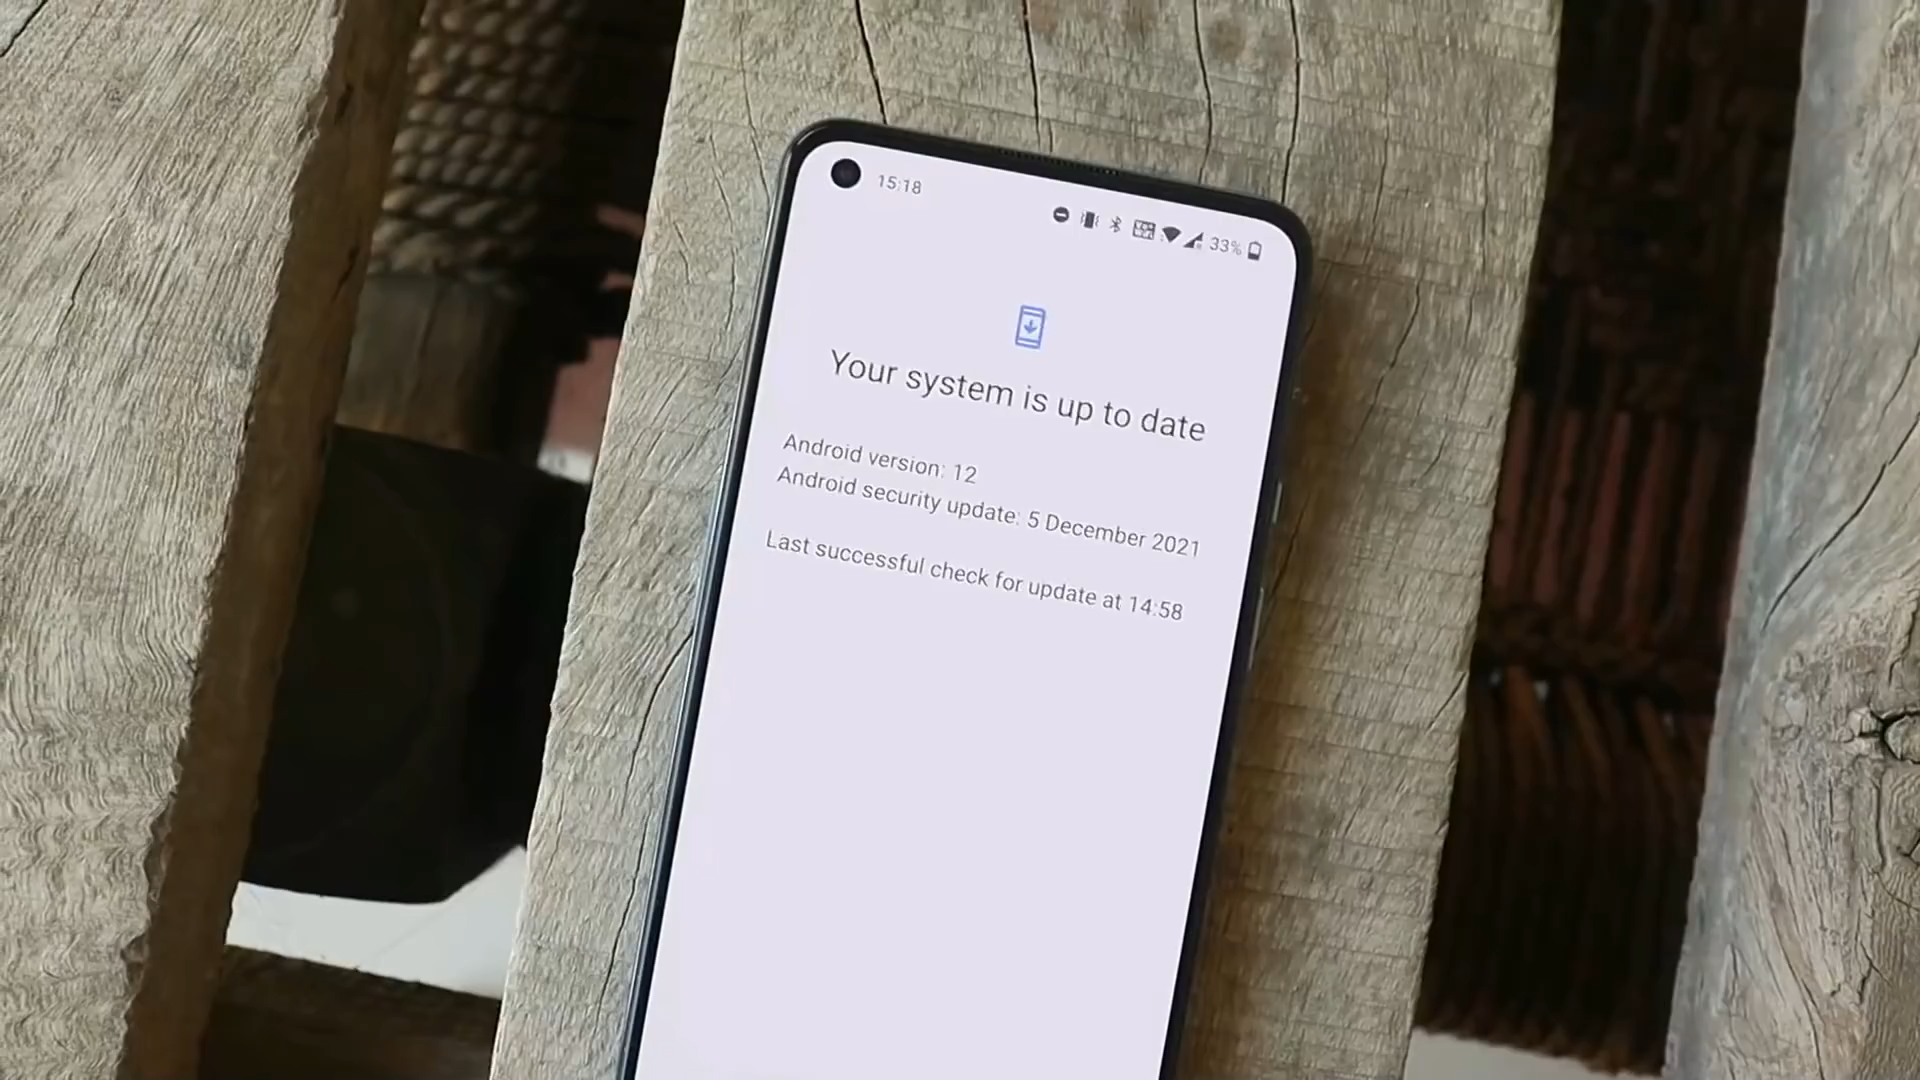 15:18 33%
Your system is up to date
Android version: 12
Android security update: 5 December 2021
Last successful check for update at 14:58